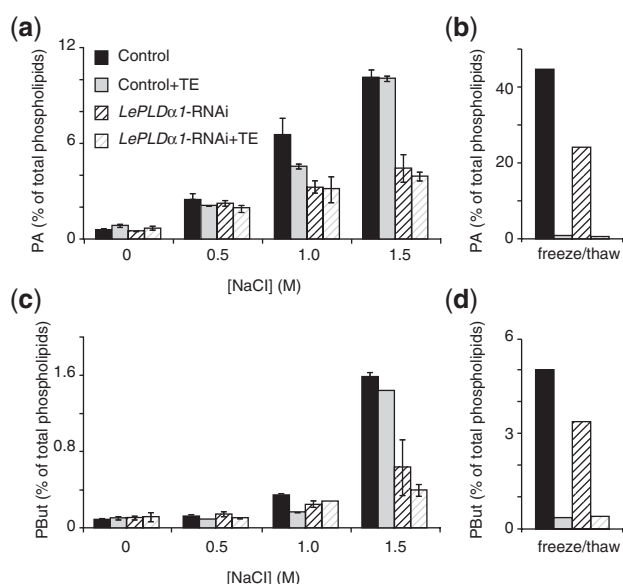 (a)
PA (% of total phospholipids)
12
6
0
Control
Control+TE
LePLDα1-RNAi
LePLDα1-RNAi+TE
0 0.5 1.0 1.5
[NaCl] (M)
(b)
PA (% of total phospholipids)
40
20
0
freeze/thaw
(c)
PBut (% of total phospholipids)
1.6
0.8
0
0 0.5 1.0 1.5
[NaCl] (M)
(d)
PBut (% of total phospholipids)
6
3
0
freeze/thaw